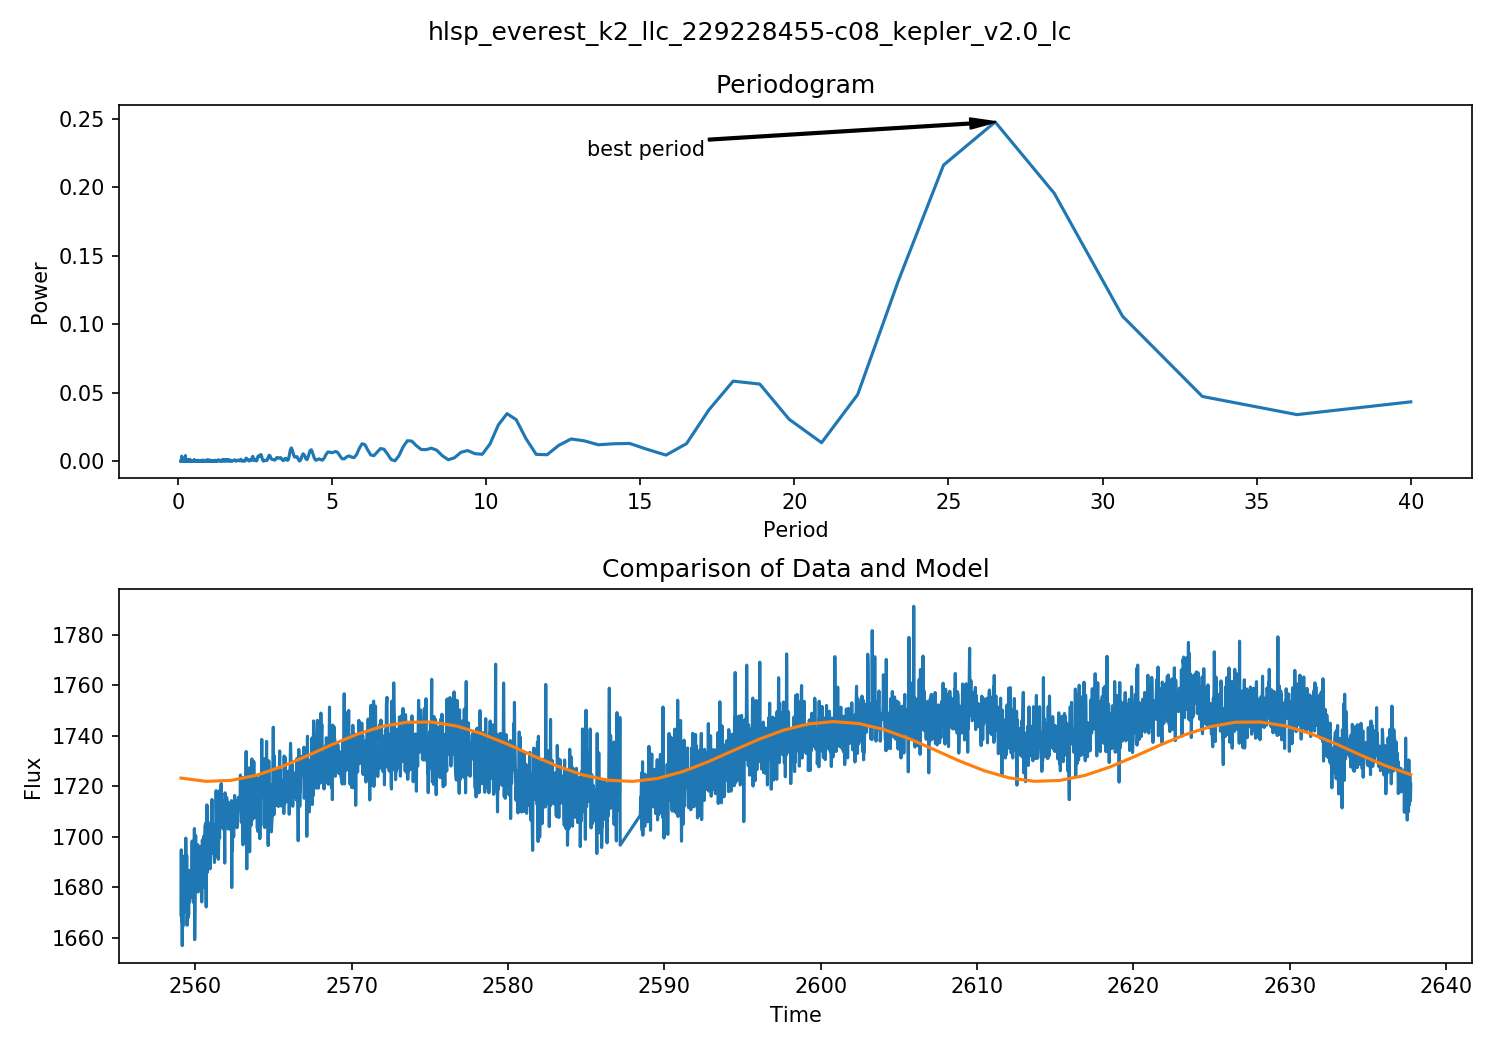 hlsp_everest_k2_llc_229228455-c08_kepler_v2.0_lc
Periodogram
0.25
0.20
0.15
0.10
0.05
0.00
Power
best period
0 5 10 15 20 25 30 35 40
Period
Comparison of Data and Model
1780
1760
1740
1720
1700
1680
1660
Flux
2560 2570 2580 2590 2600 2610 2620 2630 2640
Time